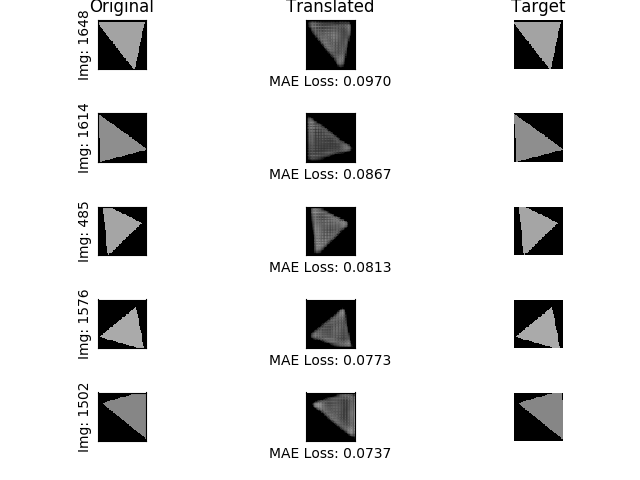 Original Translated Target
Img: 1648
MAE Loss: 0.0970
Img: 1614
MAE Loss: 0.0867
Img: 485
MAE Loss: 0.0813
Img: 1576
MAE Loss: 0.0773
Img: 1502
MAE Loss: 0.0737